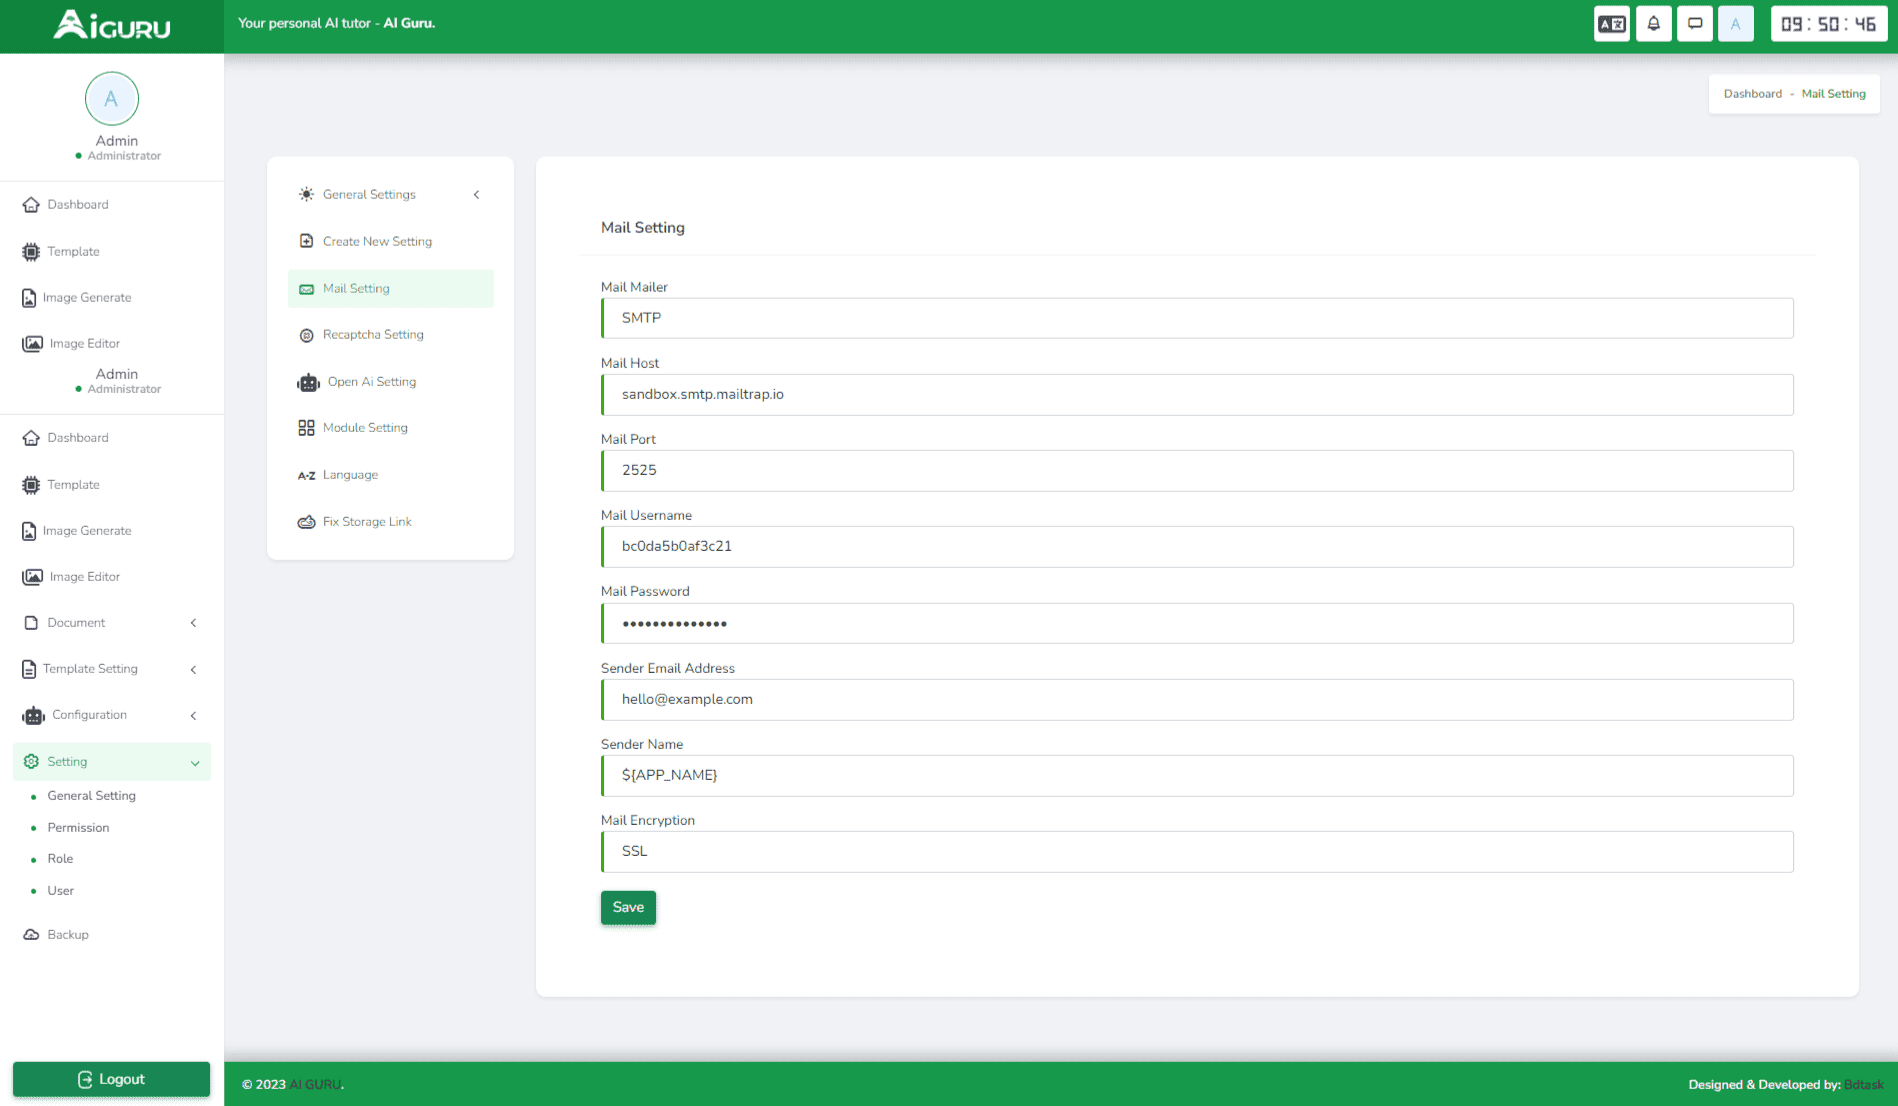 AiGURU
Your personal AI tutor - AI Guru.
A
09:50:46
Dashboard - Mail Setting
A
Admin
Administrator
Dashboard
Template
Image Generate
Image Editor
Admin
Administrator
Dashboard
Template
Image Generate
Image Editor
Document
Template Setting
Configuration
Setting
General Setting
Permission
Role
User
Backup
Logout
General Settings
Create New Setting
Mail Setting
Recaptcha Setting
Open Ai Setting
Module Setting
A-Z Language
Fix Storage Link
Mail Setting
Mail Mailer
SMTP
Mail Host
sandbox.smtp.mailtrap.io
Mail Port
2525
Mail Username
bc0da5b0af3c21
Mail Password
••••••••••••••
Sender Email Address
hello@example.com
Sender Name
${APP_NAME}
Mail Encryption
SSL
Save
© 2023 AI GURU.
Designed & Developed by: Bdtask